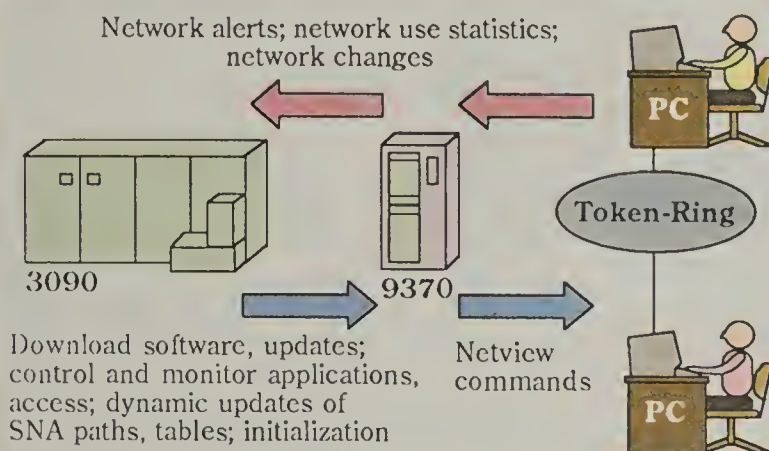 Network alerts; network use statistics;
network changes
PC
Token-Ring
3090
9370
Download software, updates;
control and monitor applications,
access; dynamic updates of
SNA paths, tables; initialization
Netview
commands
PC